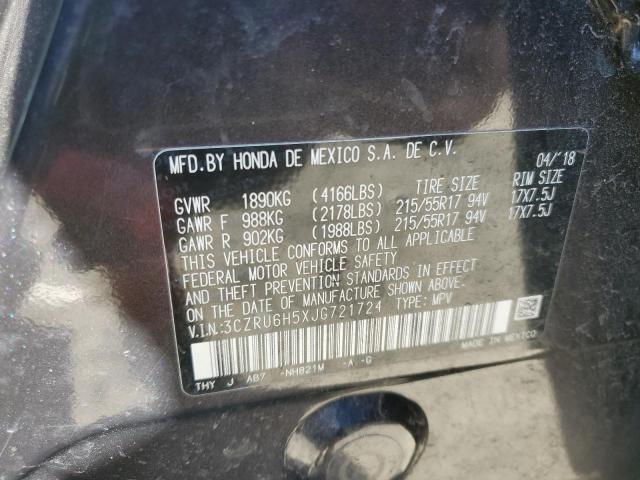 MFD.BY HONDA DE MEXICO S.A. DE C.V. 04/'18
GVWR 1890KG (4166LBS) TIRE SIZE RIM SIZE
GAWR F 988KG (2178LBS) 215/55R17 94V 17X7.5J
GAWR R 902KG (1988LBS) 215/55R17 94V 17X7.5J
THIS VEHICLE CONFORMS TO ALL APPLICABLE
FEDERAL MOTOR VEHICLE SAFETY
AND THEFT PREVENTION STANDARDS IN EFFECT
ON THE DATE OF MANUFACTURE SHOWN ABOVE.
V.I.N:3CZRU6H5XJG721724 TYPE: MPV
THY J AB7 -NH821M -A -G MADE IN MEXICO